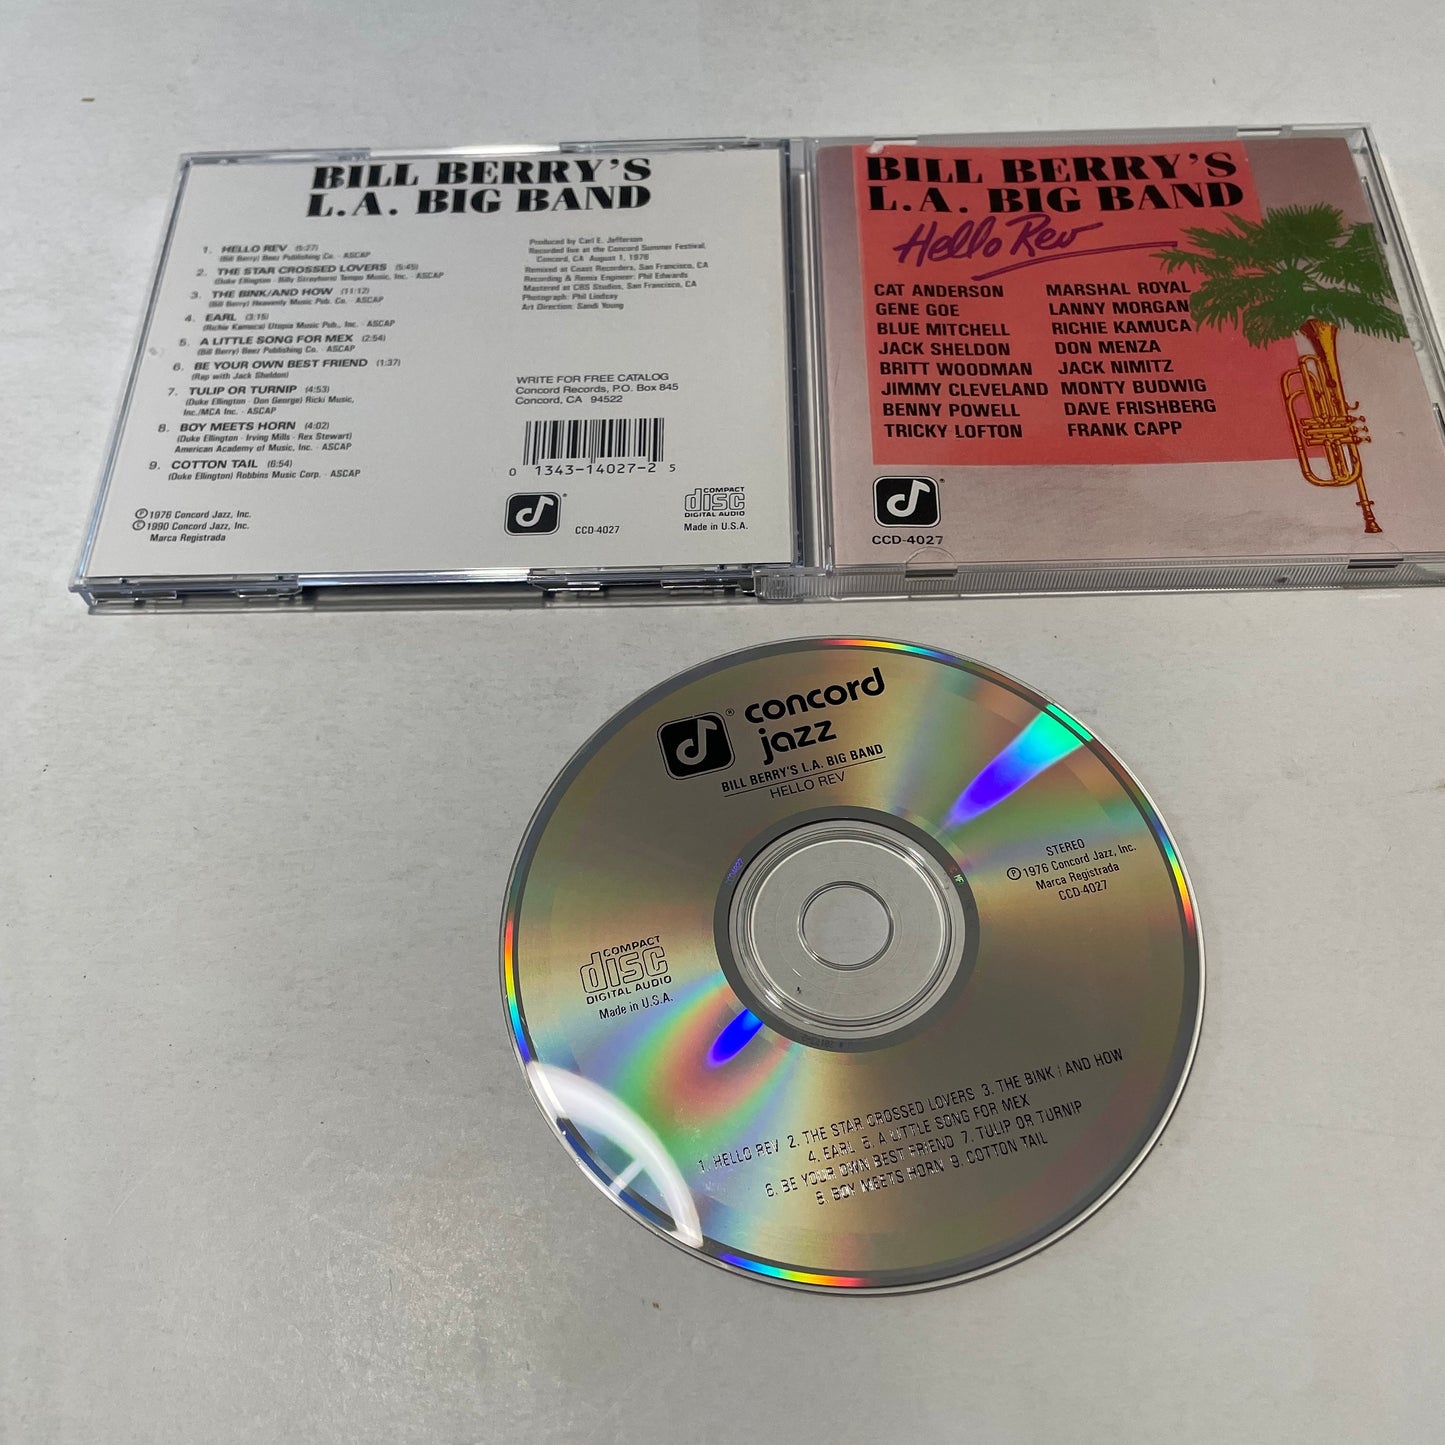 BILL BERRY'S
L.A. BIG BAND
1. HELLO REV (5:27)
(Bill Berry) Beez Publishing Co. · ASCAP
2. THE STAR CROSSED LOVERS (5:45)
(Duke Ellington · Billy Strayhorn) Tempo Music, Inc. · ASCAP
3. THE BINK/AND HOW (11:12)
(Bill Berry) Heavenly Music Pub. Co. · ASCAP
4. EARL (3:15)
(Richie Kamuca) Utopia Music Pub., Inc. · ASCAP
5. A LITTLE SONG FOR MEX (2:54)
(Bill Berry) Beez Publishing Co. · ASCAP
6. BE YOUR OWN BEST FRIEND (1:37)
(Rap with Jack Sheldon)
7. TULIP OR TURNIP (4:53)
(Duke Ellington · Don George) Ricki Music,
Inc./MCA Inc. · ASCAP
8. BOY MEETS HORN (4:02)
(Duke Ellington · Irving Mills · Rex Stewart)
American Academy of Music, Inc. · ASCAP
9. COTTON TAIL (6:54)
(Duke Ellington) Robbins Music Corp. · ASCAP
℗ 1976 Concord Jazz, Inc.
© 1990 Concord Jazz, Inc.
Marca Registrada
Produced by Carl E. Jefferson
Recorded live at the Concord Summer Festival,
Concord, CA August 1, 1976
Remixed at Coast Recorders, San Francisco, CA
Recording & Remix Engineer: Phil Edwards
Mastered at CBS Studios, San Francisco, CA
Photograph: Phil Lindsay
Art Direction: Sandi Young
WRITE FOR FREE CATALOG
Concord Records, P.O. Box 845
Concord, CA 94522
0 13431-14027-2 5
®
CCD-4027
COMPACT
disc
DIGITAL AUDIO
Made in U.S.A.
BILL BERRY'S
L.A. BIG BAND
Hello Rev
CAT ANDERSON MARSHAL ROYAL
GENE GOE LANNY MORGAN
BLUE MITCHELL RICHIE KAMUCA
JACK SHELDON DON MENZA
BRITT WOODMAN JACK NIMITZ
JIMMY CLEVELAND MONTY BUDWIG
BENNY POWELL DAVE FRISHBERG
TRICKY LOFTON FRANK CAPP
®
CCD-4027
® concord
jazz
BILL BERRY'S L.A. BIG BAND
HELLO REV
STEREO
℗ 1976 Concord Jazz, Inc.
Marca Registrada
CCD-4027
COMPACT
disc
DIGITAL AUDIO
Made in U.S.A.
1. HELLO REV 2. THE STAR CROSSED LOVERS 3. THE BINK / AND HOW
4. EARL 5. A LITTLE SONG FOR MEX
6. BE YOUR OWN BEST FRIEND 7. TULIP OR TURNIP
8. BOY MEETS HORN 9. COTTON TAIL